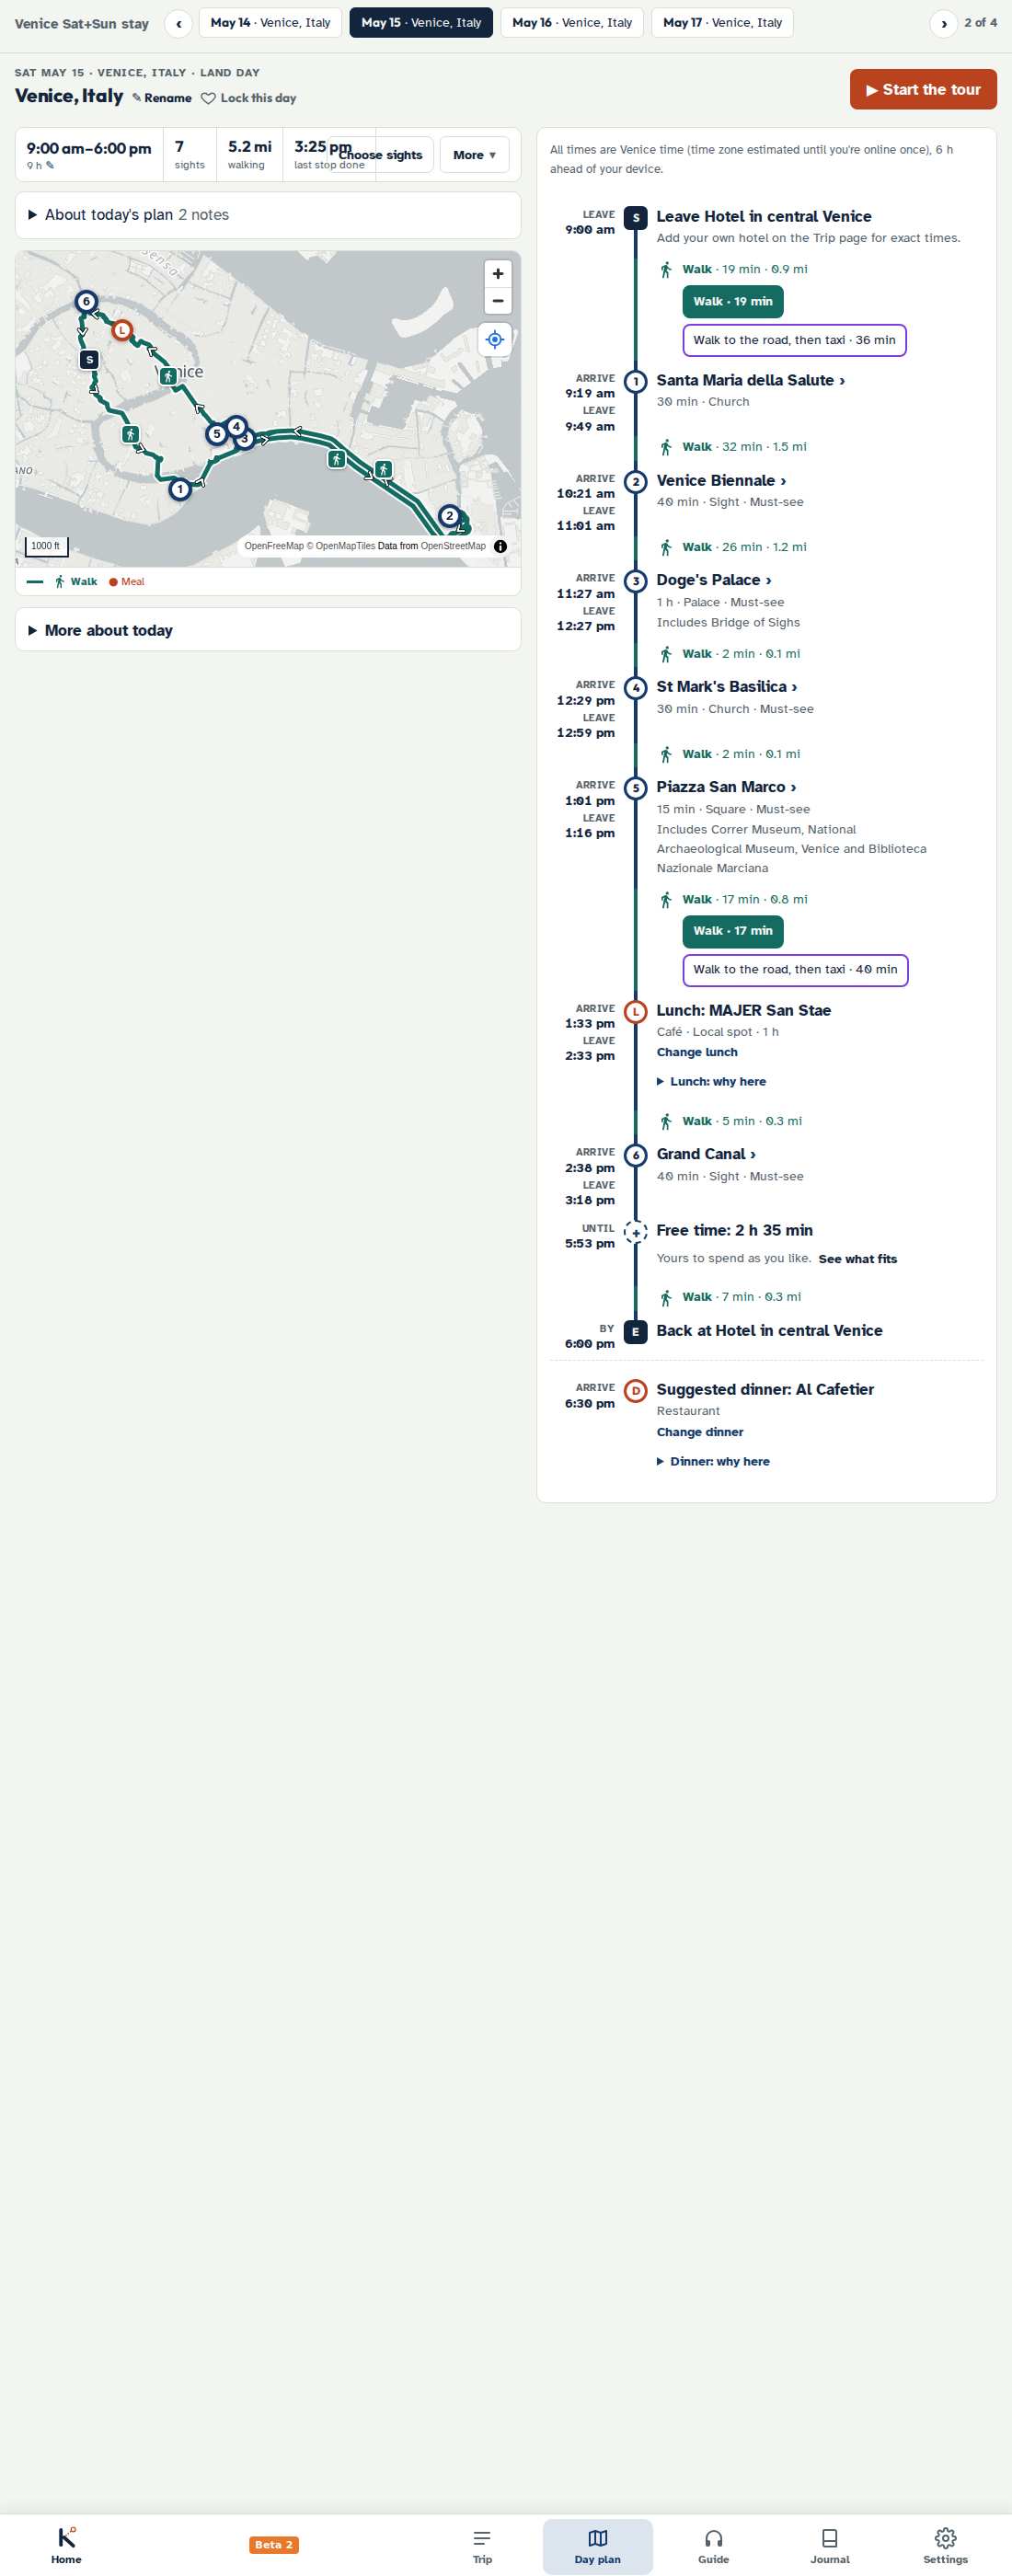 Venice Sat+Sun stay
‹
May 14 · Venice, Italy
May 15 · Venice, Italy
May 16 · Venice, Italy
May 17 · Venice, Italy
›
2 of 4
SAT MAY 15 · VENICE, ITALY · LAND DAY
Venice, Italy ✎ Rename ♡ Lock this day
▶ Start the tour
9:00 am–6:00 pm
9 h ✎
7
sights
5.2 mi
walking
3:25 pm
last stop done
Choose sights
More ▼
▶ About today's plan 2 notes
Sensa
6
L
S
5
4
3
1
2
+
−
1000 ft
OpenFreeMap © OpenMapTiles Data from OpenStreetMap
Walk
Meal
▶ More about today
All times are Venice time (time zone estimated until you're online once), 6 h
ahead of your device.
LEAVE
9:00 am
S
Leave Hotel in central Venice
Add your own hotel on the Trip page for exact times.
Walk · 19 min · 0.9 mi
Walk · 19 min
Walk to the road, then taxi · 36 min
ARRIVE
9:19 am
LEAVE
9:49 am
1
Santa Maria della Salute ›
30 min · Church
Walk · 32 min · 1.5 mi
ARRIVE
10:21 am
LEAVE
11:01 am
2
Venice Biennale ›
40 min · Sight · Must-see
Walk · 26 min · 1.2 mi
ARRIVE
11:27 am
LEAVE
12:27 pm
3
Doge's Palace ›
1 h · Palace · Must-see
Includes Bridge of Sighs
Walk · 2 min · 0.1 mi
ARRIVE
12:29 pm
LEAVE
12:59 pm
4
St Mark's Basilica ›
30 min · Church · Must-see
Walk · 2 min · 0.1 mi
ARRIVE
1:01 pm
LEAVE
1:16 pm
5
Piazza San Marco ›
15 min · Square · Must-see
Includes Correr Museum, National
Archaeological Museum, Venice and Biblioteca
Nazionale Marciana
Walk · 17 min · 0.8 mi
Walk · 17 min
Walk to the road, then taxi · 40 min
ARRIVE
1:33 pm
LEAVE
2:33 pm
L
Lunch: MAJER San Stae
Café · Local spot · 1 h
Change lunch
▶ Lunch: why here
Walk · 5 min · 0.3 mi
ARRIVE
2:38 pm
LEAVE
3:18 pm
6
Grand Canal ›
40 min · Sight · Must-see
UNTIL
5:53 pm
+
Free time: 2 h 35 min
Yours to spend as you like. See what fits
Walk · 7 min · 0.3 mi
BY
6:00 pm
E
Back at Hotel in central Venice
ARRIVE
6:30 pm
D
Suggested dinner: Al Cafetier
Restaurant
Change dinner
▶ Dinner: why here
Home
Beta 2
Trip
Day plan
Guide
Journal
Settings